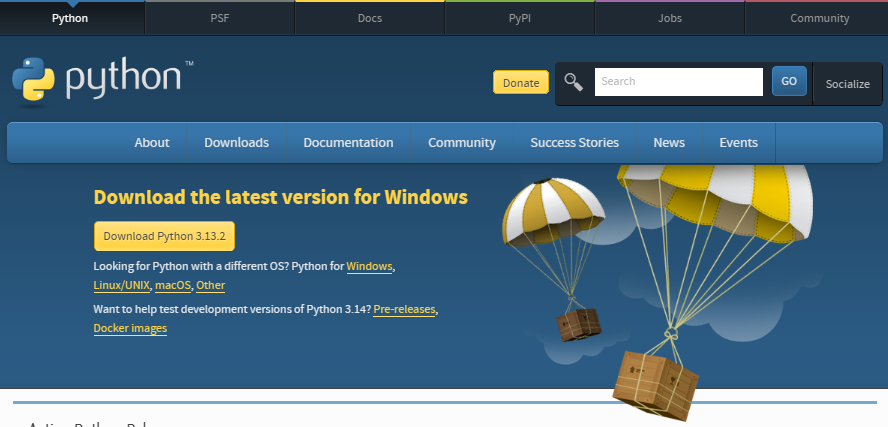 Python
PSF
Docs
PyPI
Jobs
Community
python™
Donate
Search
GO
Socialize
About
Downloads
Documentation
Community
Success Stories
News
Events
Download the latest version for Windows
Download Python 3.13.2
Looking for Python with a different OS? Python for Windows,
Linux/UNIX, macOS, Other
Want to help test development versions of Python 3.14? Pre-releases,
Docker images